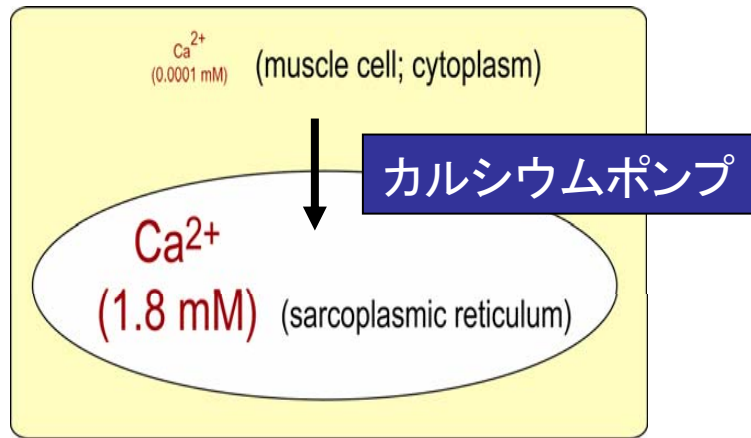 Ca2+
(0.0001 mM)
(muscle cell; cytoplasm)
カルシウムポンプ
Ca2+
(1.8 mM)
(sarcoplasmic reticulum)